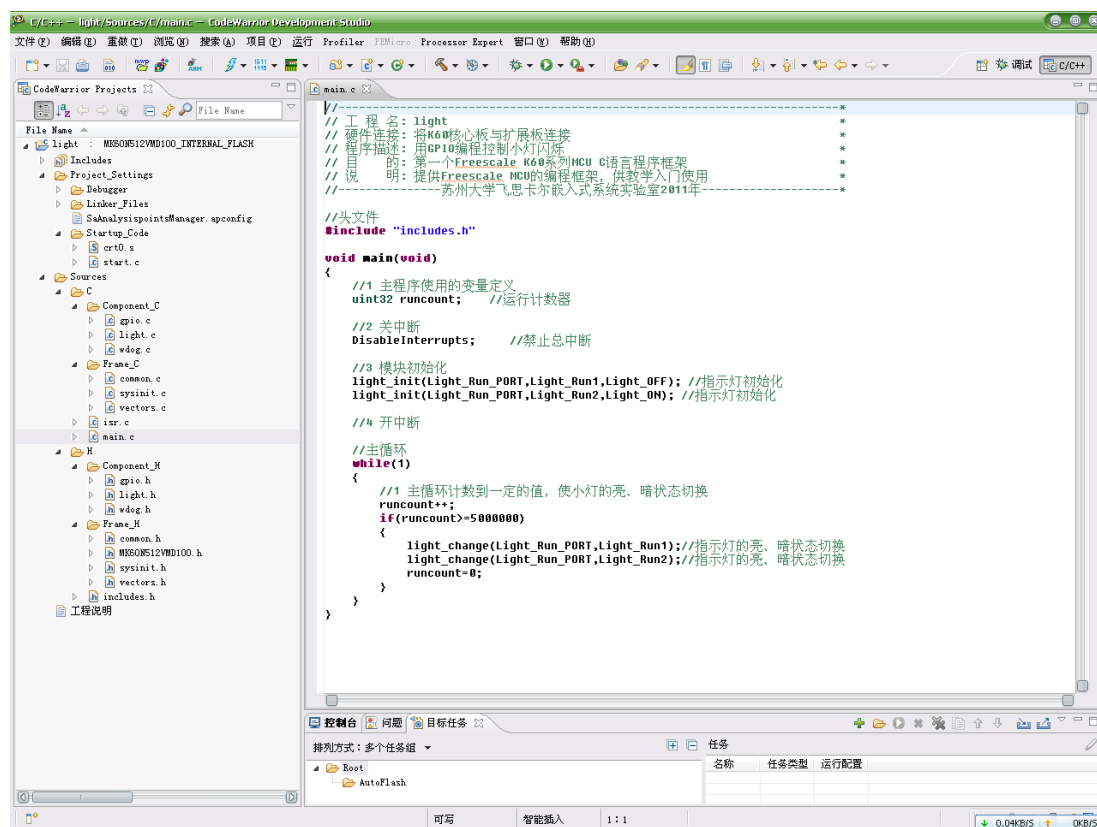 C/C++ - light/Sources/C/main.c - CodeWarrior Development Studio
文件(F) 编辑(E) 重做(T) 浏览(N) 搜索(A) 项目(P) 运行 Profiler PEMicro Processor Expert 窗口(W) 帮助(H)
调试 C/C++
CodeWarrior Projects
File Name
File Name
light : MK60N512VMD100_INTERNAL_FLASH
Includes
Project_Settings
Debugger
Linker_Files
SaAnalysispointsManager.apconfig
Startup_Code
crt0.s
start.c
Sources
C
Component_C
gpio.c
light.c
wdog.c
Frame_C
common.c
sysinit.c
vectors.c
isr.c
main.c
H
Component_H
gpio.h
light.h
wdog.h
Frame_H
common.h
MK60N512VMD100.h
sysinit.h
vectors.h
includes.h
工程说明
main.c
//--------------------------------------------------------------------------*
// 工 程 名: light *
// 硬件连接: 将K60核心板与扩展板连接 *
// 程序描述: 用GPIO编程控制小灯闪烁 *
// 目 的: 第一个Freescale K60系列MCU C语言程序框架 *
// 说 明: 提供Freescale MCU的编程框架, 供教学入门使用 *
//---------------苏州大学飞思卡尔嵌入式系统实验室2011年--------------------*
//头文件
#include "includes.h"
void main(void)
{
//1 主程序使用的变量定义
uint32 runcount; //运行计数器
//2 关中断
DisableInterrupts; //禁止总中断
//3 模块初始化
light_init(Light_Run_PORT,Light_Run1,Light_OFF); //指示灯初始化
light_init(Light_Run_PORT,Light_Run2,Light_ON); //指示灯初始化
//4 开中断
//主循环
while(1)
{
//1 主循环计数到一定的值, 使小灯的亮、暗状态切换
runcount++;
if(runcount>=5000000)
{
light_change(Light_Run_PORT,Light_Run1);//指示灯的亮、暗状态切换
light_change(Light_Run_PORT,Light_Run2);//指示灯的亮、暗状态切换
runcount=0;
}
}
}
控制台 问题 目标任务
排列方式:多个任务组
Root
AutoFlash
任务
名称 任务类型 运行配置
可写 智能插入 1:1
0.04KB/S 0KB/S